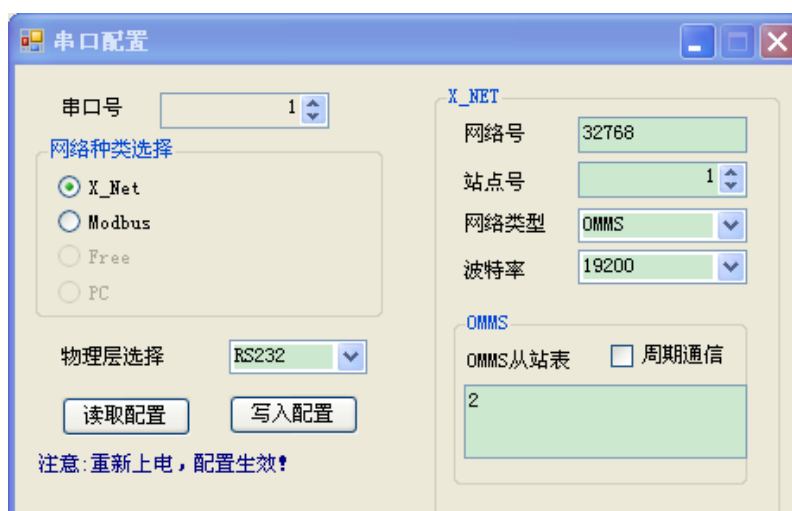 串口配置
串口号 1
网络种类选择
X_Net
Modbus
Free
PC
物理层选择 RS232
读取配置 写入配置
注意:重新上电,配置生效!
X_NET
网络号 32768
站点号 1
网络类型 OMMS
波特率 19200
OMMS
OMMS从站表 周期通信
2